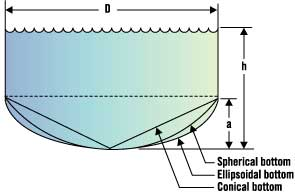 D
h
a
Spherical bottom
Ellipsoidal bottom
Conical bottom